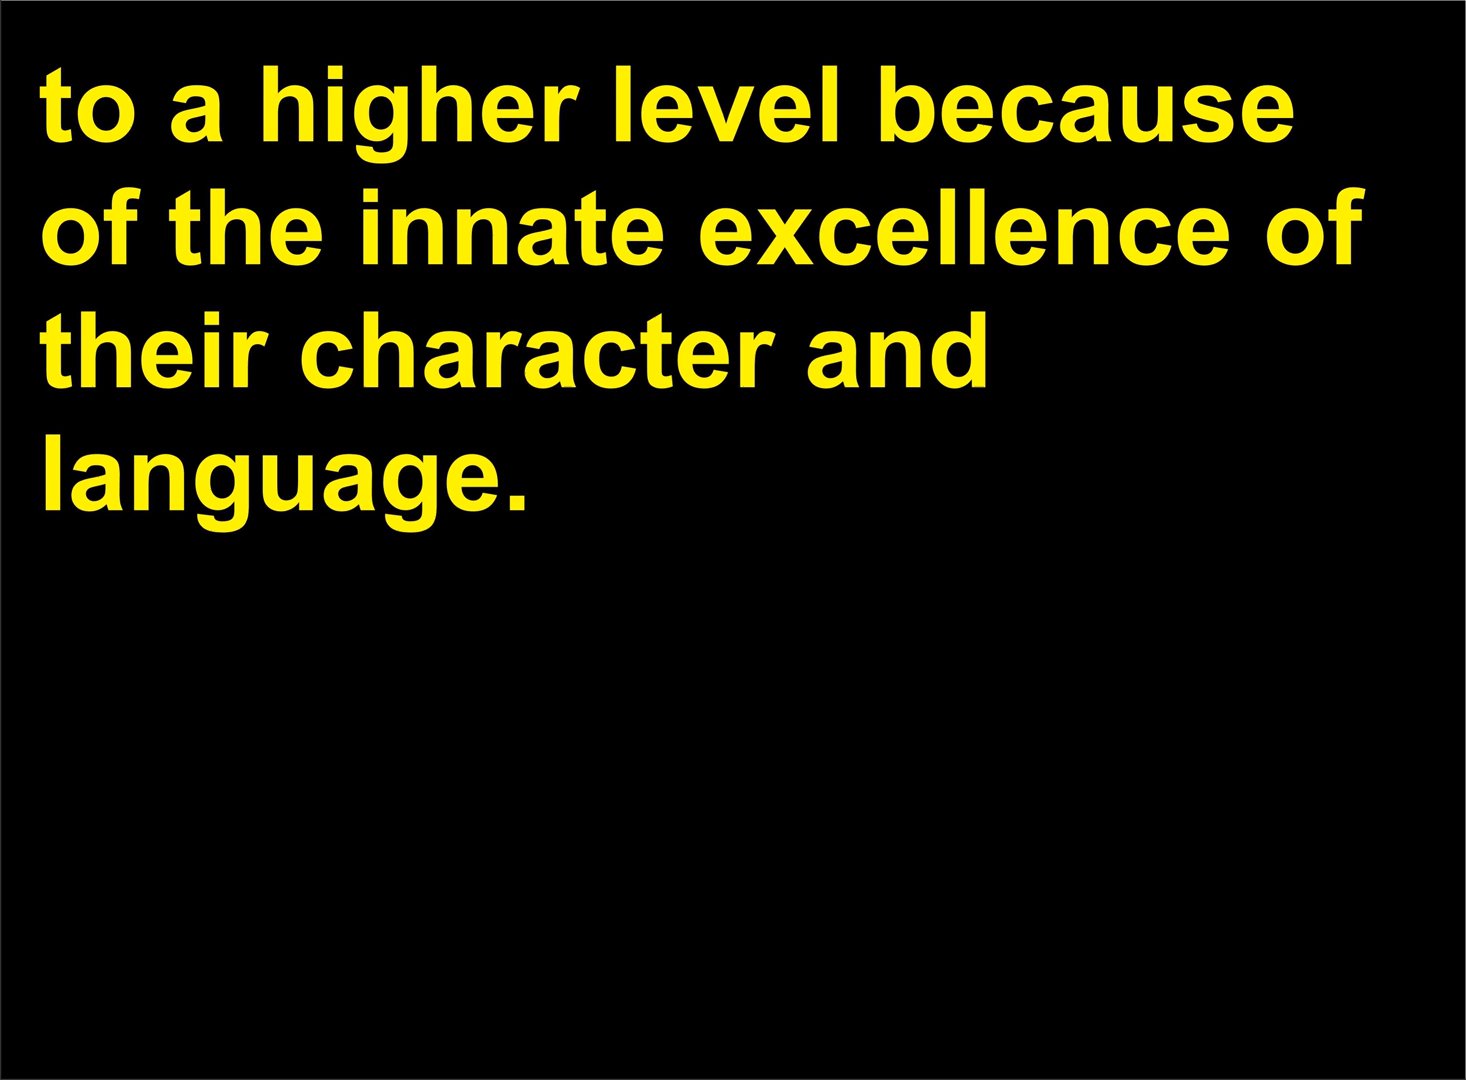 to a higher level because
of the innate excellence of
their character and
language.